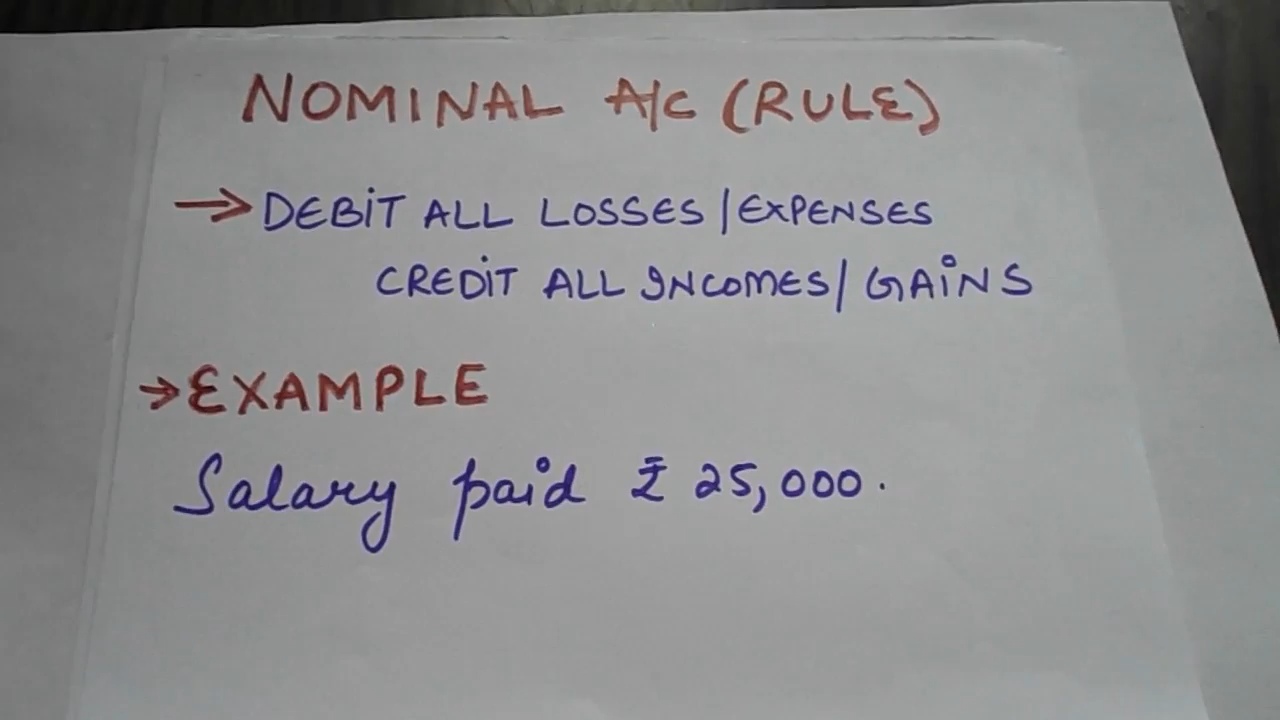 NOMINAL A/C (RULE)
→ DEBIT ALL LOSSES / EXPENSES
CREDIT ALL INCOMES / GAINS
→ EXAMPLE
Salary paid ₹ 25,000.